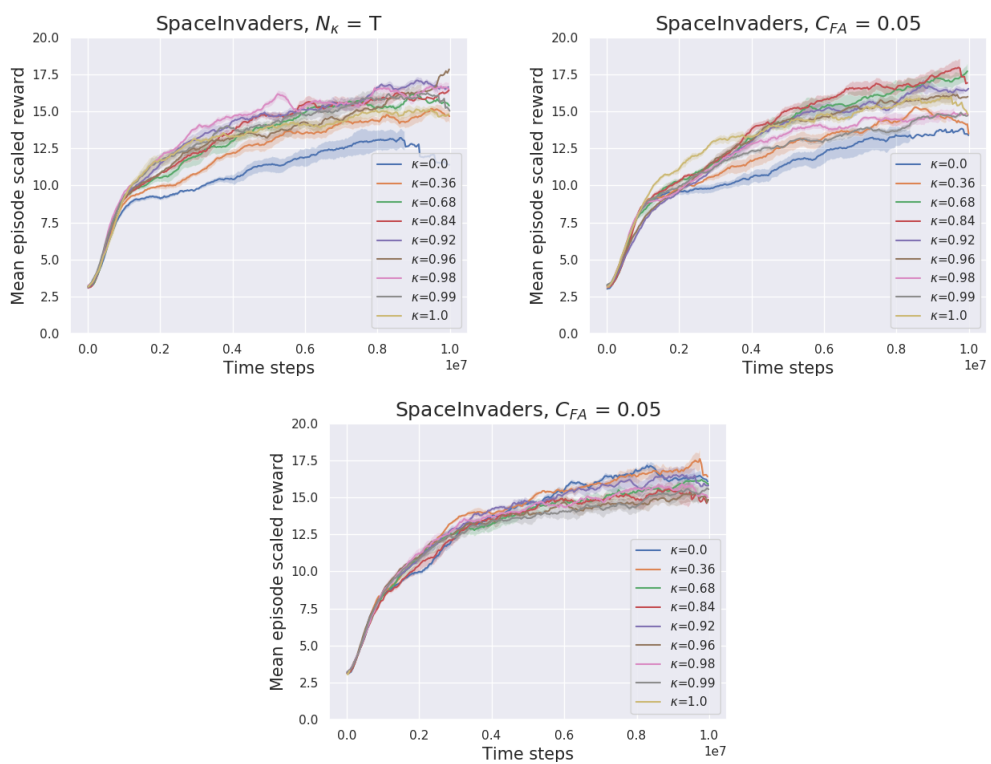 SpaceInvaders, Nκ = T
20.0
17.5
15.0
12.5
10.0
7.5
5.0
2.5
0.0
Mean episode scaled reward
κ=0.0
κ=0.36
κ=0.68
κ=0.84
κ=0.92
κ=0.96
κ=0.98
κ=0.99
κ=1.0
0.0 0.2 0.4 0.6 0.8 1.0
1e7
Time steps
SpaceInvaders, CFA = 0.05
20.0
17.5
15.0
12.5
10.0
7.5
5.0
2.5
0.0
Mean episode scaled reward
κ=0.0
κ=0.36
κ=0.68
κ=0.84
κ=0.92
κ=0.96
κ=0.98
κ=0.99
κ=1.0
0.0 0.2 0.4 0.6 0.8 1.0
1e7
Time steps
SpaceInvaders, CFA = 0.05
20.0
17.5
15.0
12.5
10.0
7.5
5.0
2.5
0.0
Mean episode scaled reward
κ=0.0
κ=0.36
κ=0.68
κ=0.84
κ=0.92
κ=0.96
κ=0.98
κ=0.99
κ=1.0
0.0 0.2 0.4 0.6 0.8 1.0
1e7
Time steps